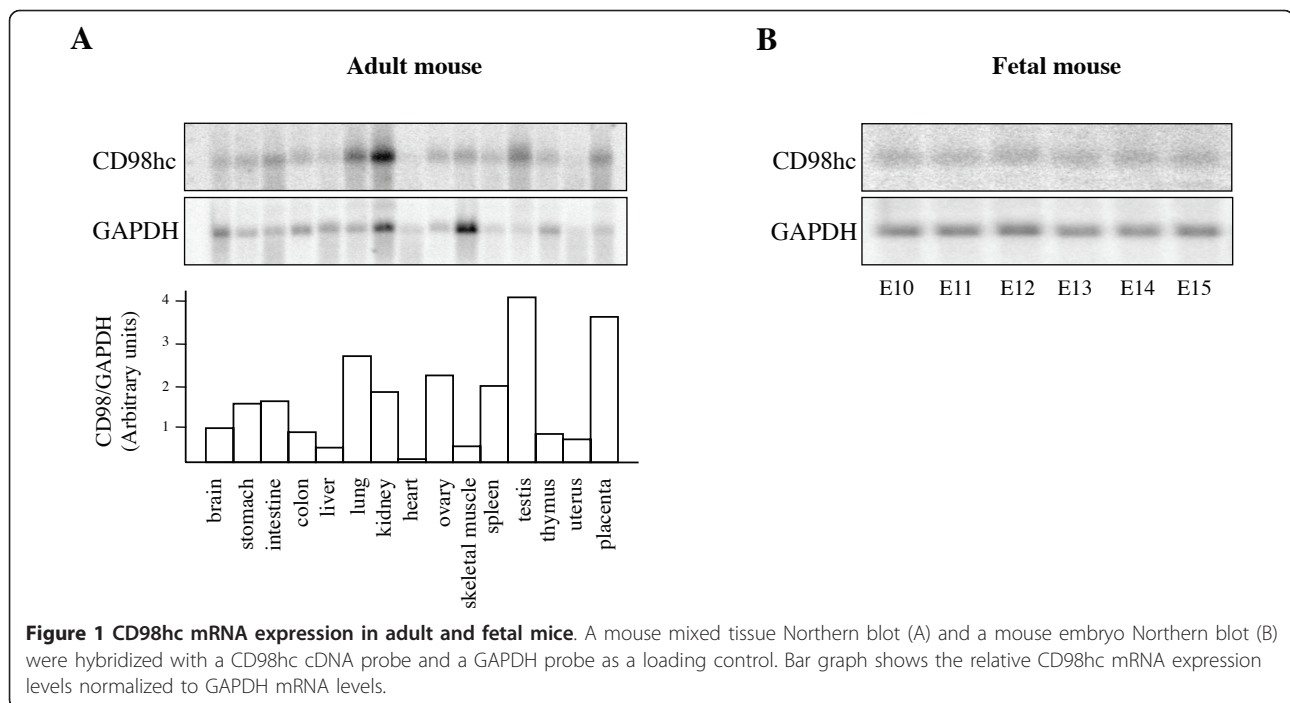 A
B
Adult mouse
Fetal mouse
CD98hc
CD98hc
GAPDH
GAPDH
E10 E11 E12 E13 E14 E15
CD98/GAPDH
(Arbitrary units)
4
3
2
1
brain
stomach
intestine
colon
liver
lung
kidney
heart
ovary
skeletal muscle
spleen
testis
thymus
uterus
placenta
Figure 1 CD98hc mRNA expression in adult and fetal mice. A mouse mixed tissue Northern blot (A) and a mouse embryo Northern blot (B)
were hybridized with a CD98hc cDNA probe and a GAPDH probe as a loading control. Bar graph shows the relative CD98hc mRNA expression
levels normalized to GAPDH mRNA levels.